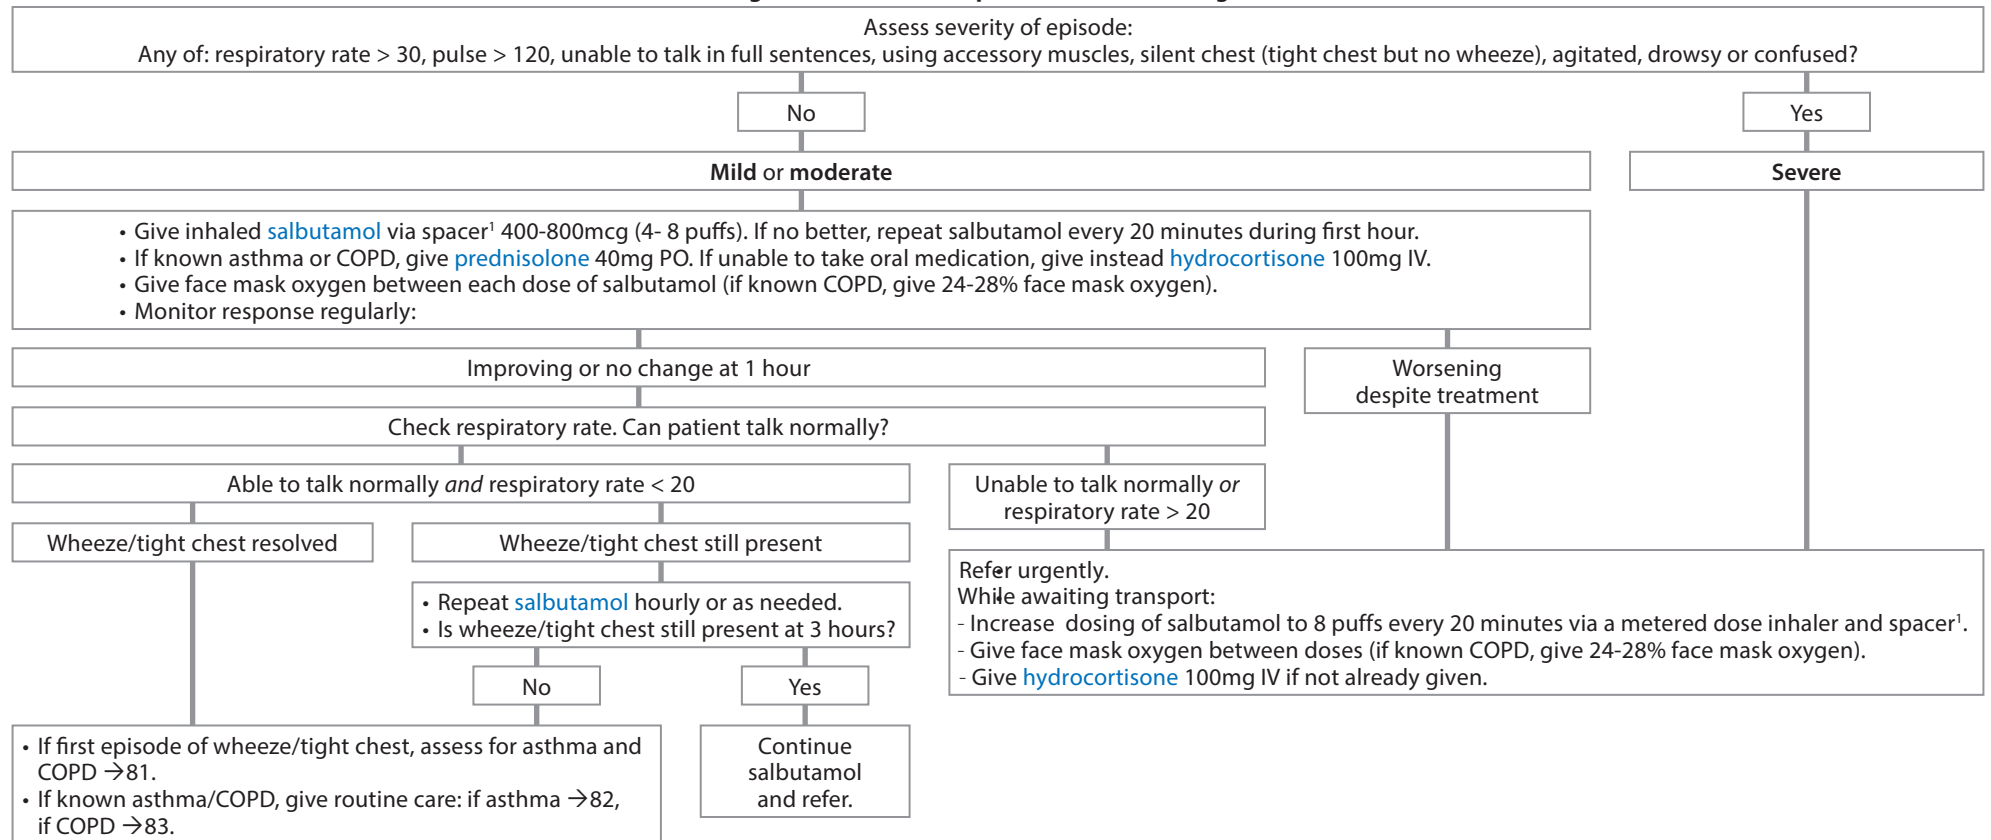 Assess severity of episode:
Any of: respiratory rate > 30, pulse > 120, unable to talk in full sentences, using accessory muscles, silent chest (tight chest but no wheeze), agitated, drowsy or confused?
No
Yes
Mild or moderate
Severe
• Give inhaled salbutamol via spacer¹ 400-800mcg (4- 8 puffs). If no better, repeat salbutamol every 20 minutes during first hour.
• If known asthma or COPD, give prednisolone 40mg PO. If unable to take oral medication, give instead hydrocortisone 100mg IV.
• Give face mask oxygen between each dose of salbutamol (if known COPD, give 24-28% face mask oxygen).
• Monitor response regularly:
Improving or no change at 1 hour
Worsening
despite treatment
Check respiratory rate. Can patient talk normally?
Able to talk normally and respiratory rate < 20
Unable to talk normally or
respiratory rate > 20
Wheeze/tight chest resolved
Wheeze/tight chest still present
• Repeat salbutamol hourly or as needed.
• Is wheeze/tight chest still present at 3 hours?
No
Yes
Refer urgently.
While awaiting transport:
- Increase dosing of salbutamol to 8 puffs every 20 minutes via a metered dose inhaler and spacer¹.
- Give face mask oxygen between doses (if known COPD, give 24-28% face mask oxygen).
- Give hydrocortisone 100mg IV if not already given.
• If first episode of wheeze/tight chest, assess for asthma and
COPD →81.
• If known asthma/COPD, give routine care: if asthma →82,
if COPD →83.
Continue
salbutamol
and refer.